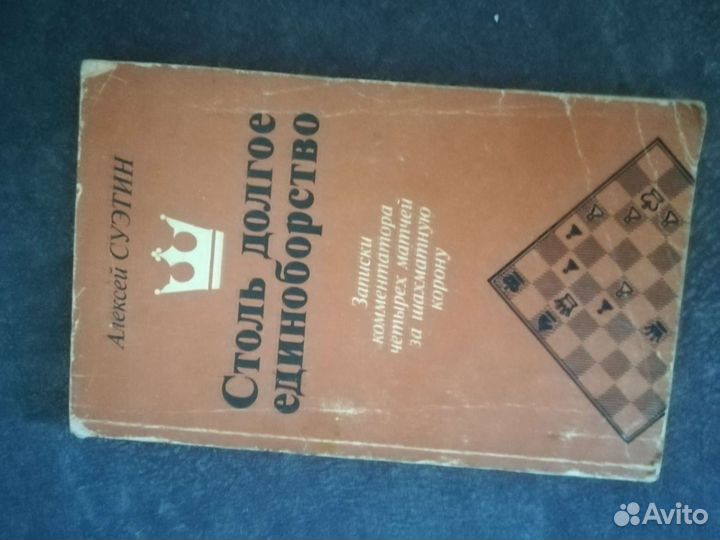 Алексей СУЭТИН
Столь долгое
единоборство
Записки
комментатора
четырех матчей
за шахматную
корону
Avito